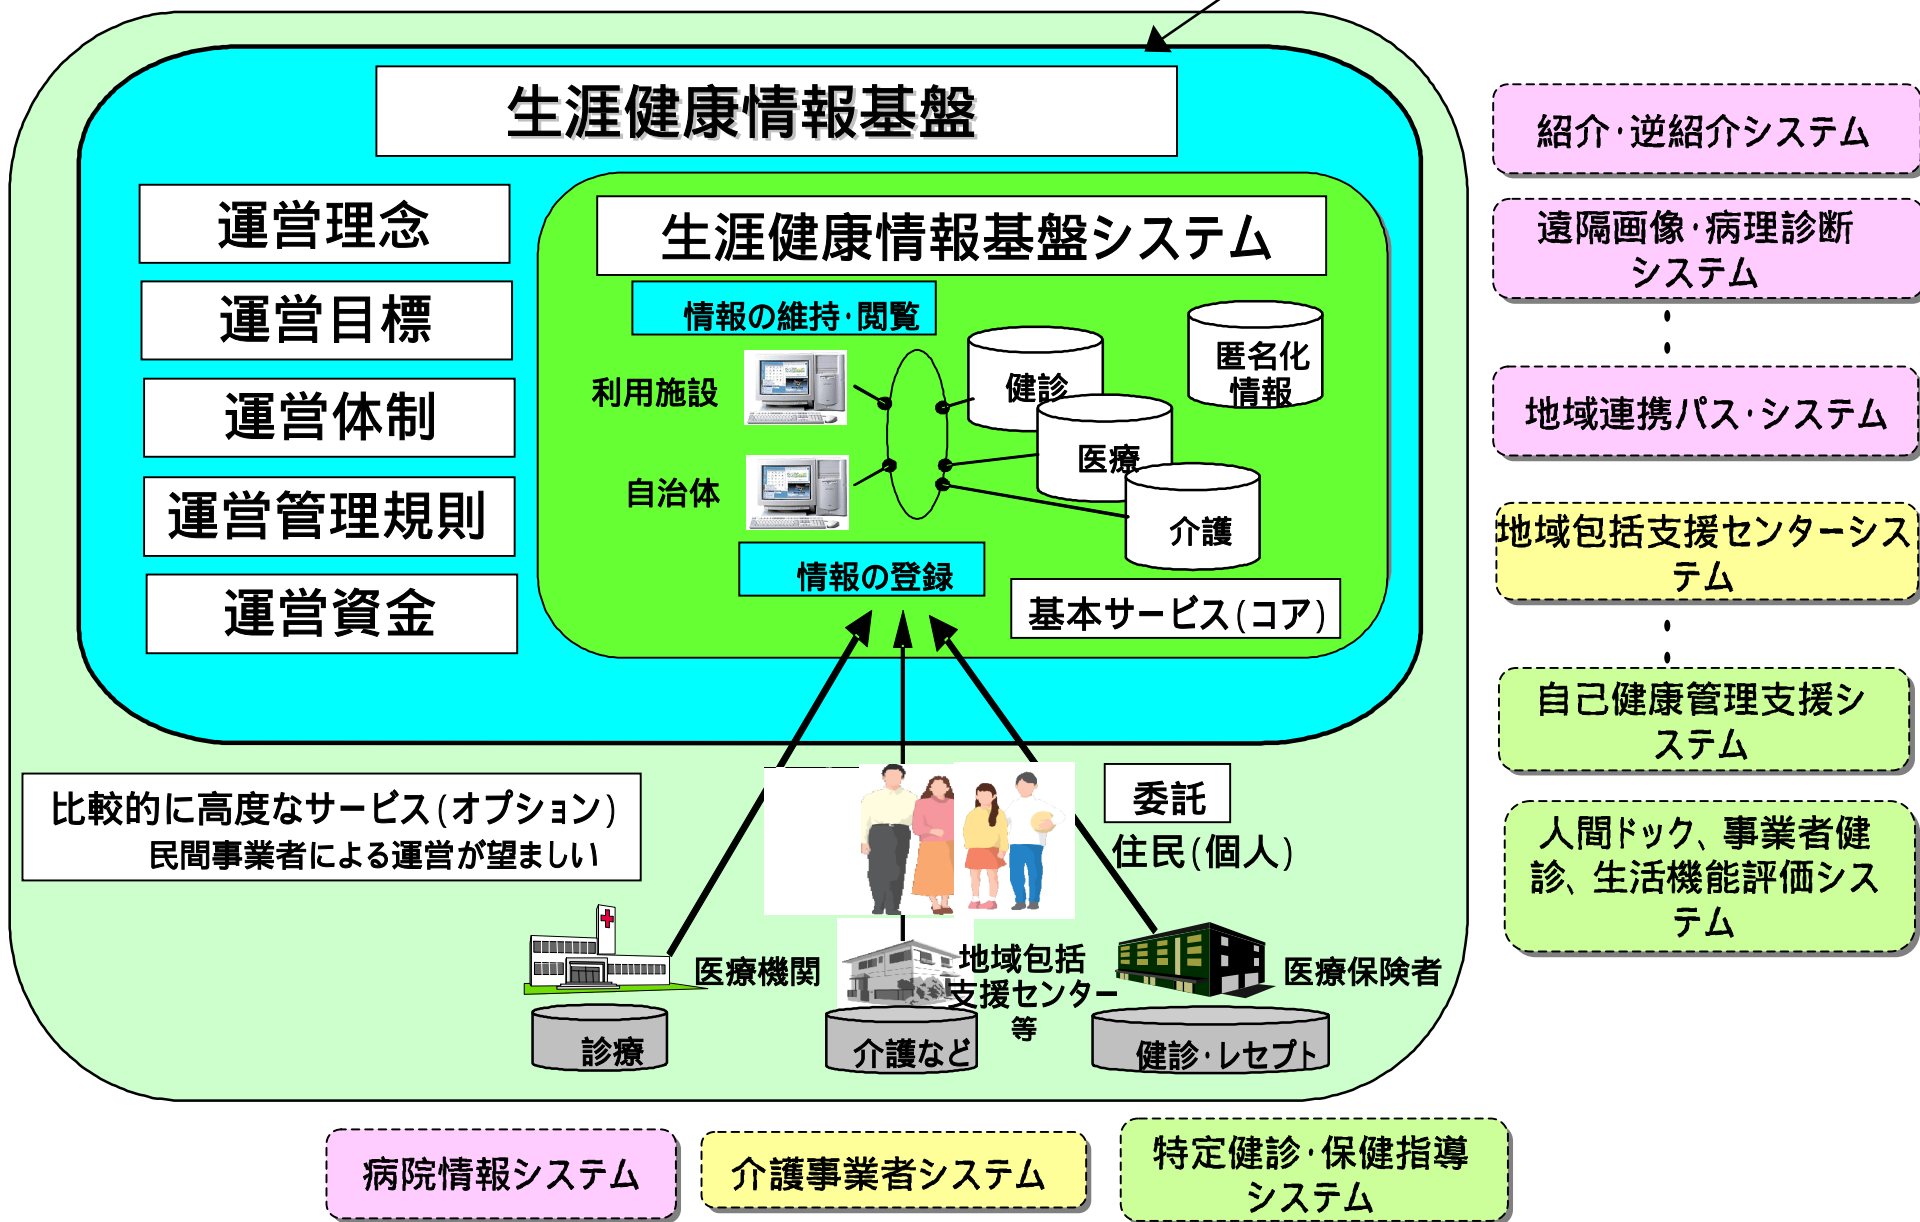 生涯健康情報基盤
運営理念
運営目標
運営体制
運営管理規則
運営資金
生涯健康情報基盤システム
情報の維持・閲覧
利用施設
自治体
健診
医療
介護
匿名化
情報
情報の登録
基本サービス(コア)
比較的に高度なサービス(オプション)
民間事業者による運営が望ましい
委託
住民(個人)
医療機関
地域包括
支援センター
等
医療保険者
診療
介護など
健診・レセプト
紹介・逆紹介システム
遠隔画像・病理診断
システム
地域連携パス・システム
地域包括支援センターシス
テム
自己健康管理支援シ
ステム
人間ドック、事業者健
診、生活機能評価シス
テム
病院情報システム
介護事業者システム
特定健診・保健指導
システム